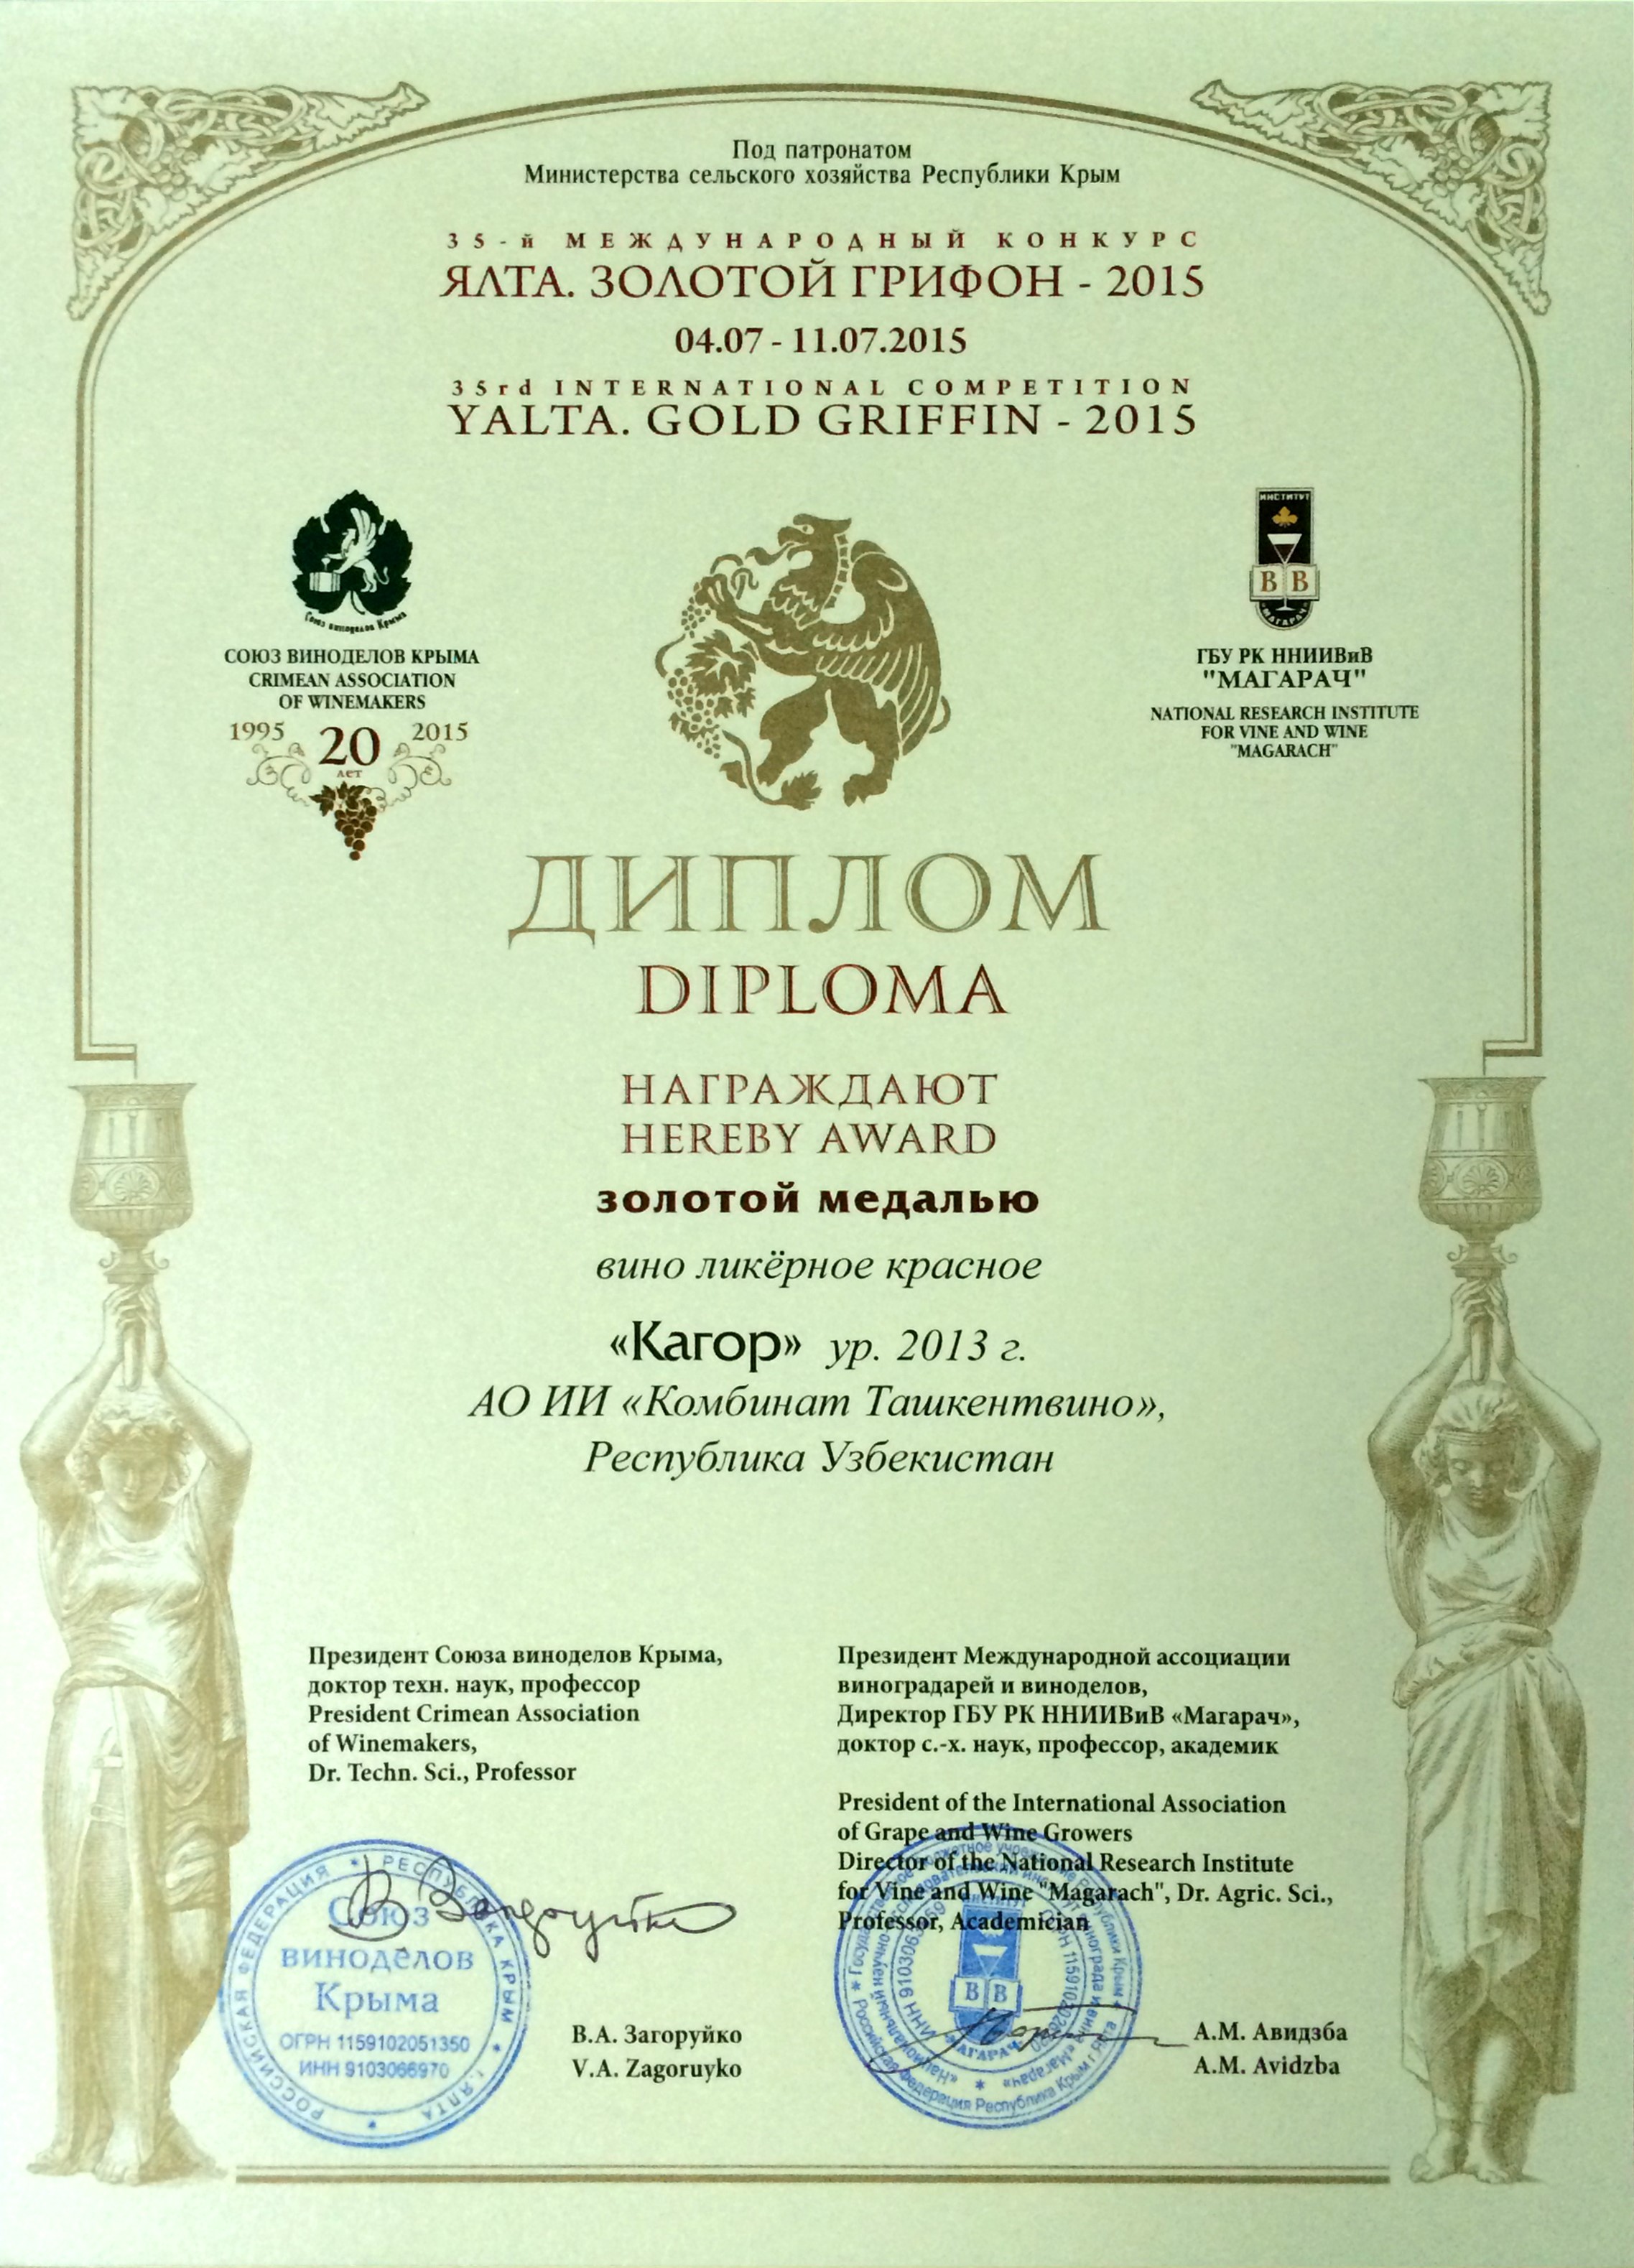 Под патронатом
Министерства сельского хозяйства Республики Крым
35-й МЕЖДУНАРОДНЫЙ КОНКУРС
ЯЛТА. ЗОЛОТОЙ ГРИФОН - 2015
04.07 - 11.07.2015
35rd INTERNATIONAL COMPETITION
YALTA. GOLD GRIFFIN - 2015
Союз виноделов Крыма
СОЮЗ ВИНОДЕЛОВ КРЫМА
CRIMEAN ASSOCIATION
OF WINEMAKERS
1995 20 2015
лет
ИНСТИТУТ
В В
МАГАРАЧ
ГБУ РК ННИИВиВ
"МАГАРАЧ"
NATIONAL RESEARCH INSTITUTE
FOR VINE AND WINE
"MAGARACH"
ДИПЛОМ
DIPLOMA
НАГРАЖДАЮТ
HEREBY AWARD
золотой медалью
вино ликёрное красное
«Кагор» ур. 2013 г.
АО ИИ «Комбинат Ташкентвино»,
Республика Узбекистан
Президент Союза виноделов Крыма,
доктор техн. наук, профессор
President Crimean Association
of Winemakers,
Dr. Techn. Sci., Professor
РОССИЙСКАЯ ФЕДЕРАЦИЯ * РЕСПУБЛИКА КРЫМ * г. ЯЛТА *
Союз
виноделов
Крыма
ОГРН 1159102051350
ИНН 9103066970
В.А. Загоруйко
V.A. Zagoruyko
Президент Международной ассоциации
виноградарей и виноделов,
Директор ГБУ РК ННИИВиВ «Магарач»,
доктор с.-х. наук, профессор, академик
President of the International Association
of Grape and Wine Growers
Director of the National Research Institute
for Vine and Wine "Magarach", Dr. Agric. Sci.,
Professor, Academician
Российская Федерация Республика Крым г. Ялта
В В
А.М. Авидзба
A.M. Avidzba